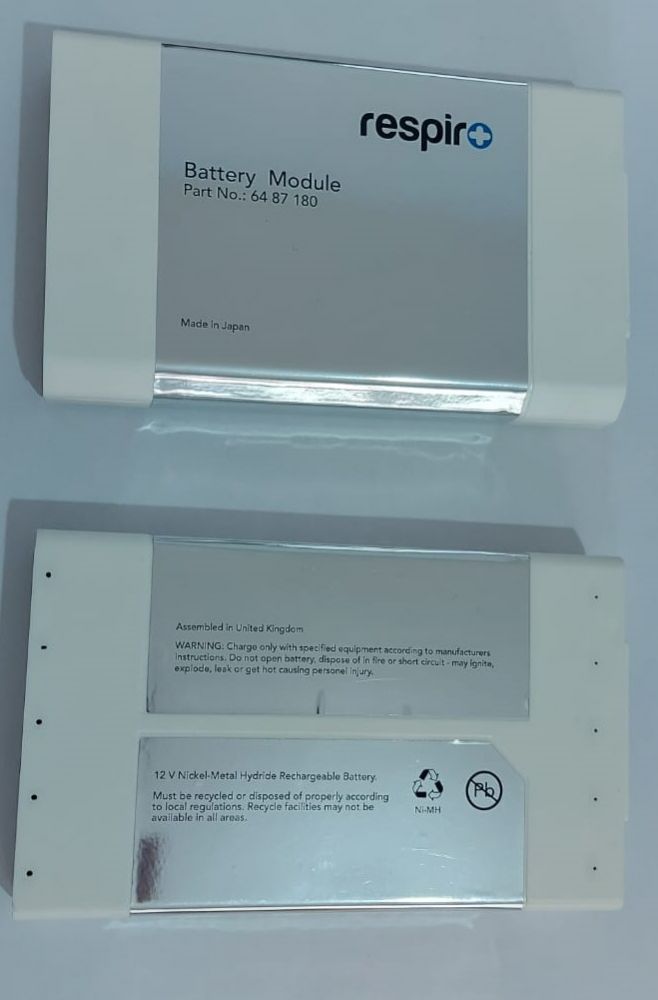 respiro
Battery Module
Part No.: 64 87 180
Made in Japan
Assembled in United Kingdom
WARNING: Charge only with specified equipment according to manufacturers
instructions. Do not open battery, dispose of in fire or short circuit - may ignite,
explode, leak or get hot causing personel injury.
12 V Nickel-Metal Hydride Rechargeable Battery.
Must be recycled or disposed of properly according
to local regulations. Recycle facilities may not be
available in all areas.
Ni-MH
Pb